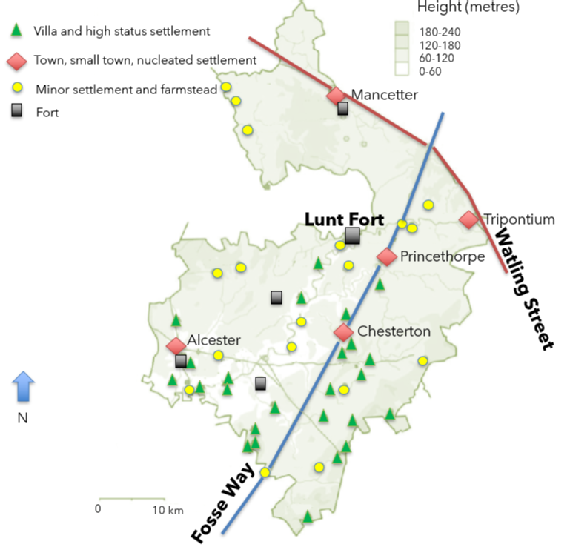 Villa and high status settlement
Town, small town, nucleated settlement
Minor settlement and farmstead
Fort
Height (metres)
180-240
120-180
60-120
0-60
Mancetter
Lunt Fort
Tripontium
Princethorpe
Watling Street
Chesterton
Alcester
N
Fosse Way
0 10 km